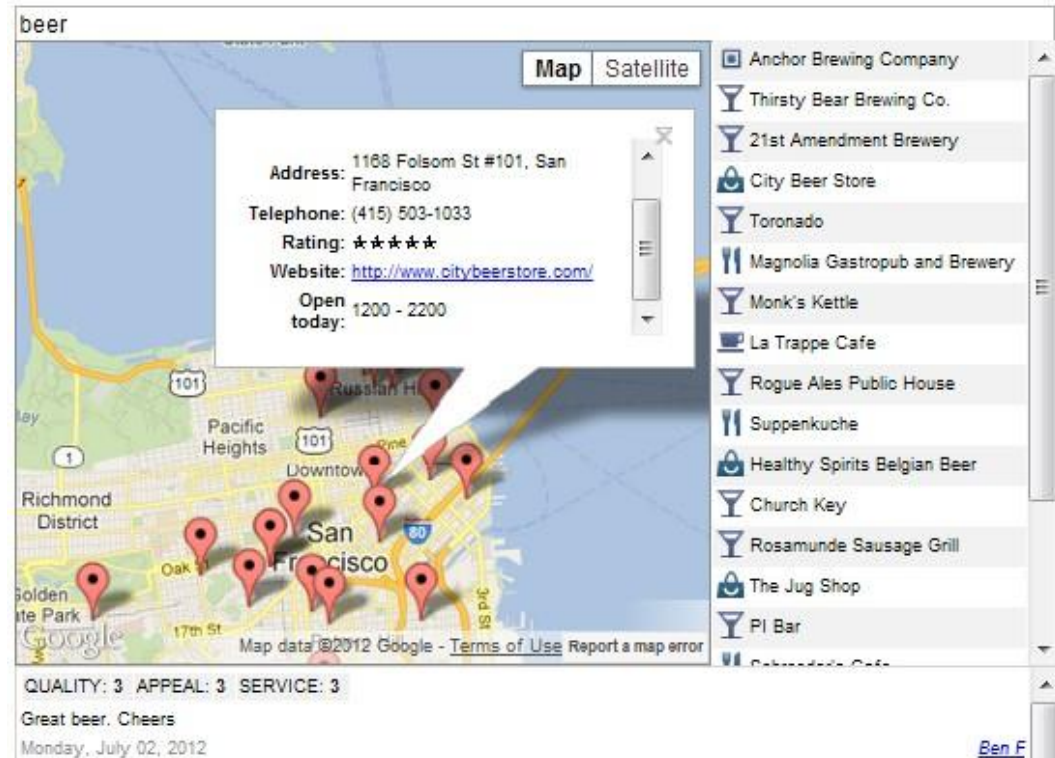 beer
Map Satellite
Address: 1168 Folsom St #101, San
Francisco
Telephone: (415) 503-1033
Rating: ★★★★★
Website: http://www.citybeerstore.com/
Open
today: 1200 - 2200
101
Russian H
Pacific
Heights
101
Pine
1
Downtow
Richmond
District
San
Francisco
80
Oak St
Golden
ate Park
3rd St
Google
17th St
Map data ©2012 Google - Terms of Use Report a map error
Anchor Brewing Company
Thirsty Bear Brewing Co.
21st Amendment Brewery
City Beer Store
Toronado
Magnolia Gastropub and Brewery
Monk's Kettle
La Trappe Cafe
Rogue Ales Public House
Suppenkuche
Healthy Spirits Belgian Beer
Church Key
Rosamunde Sausage Grill
The Jug Shop
PI Bar
QUALITY: 3 APPEAL: 3 SERVICE: 3
Great beer. Cheers
Monday, July 02, 2012
Ben F